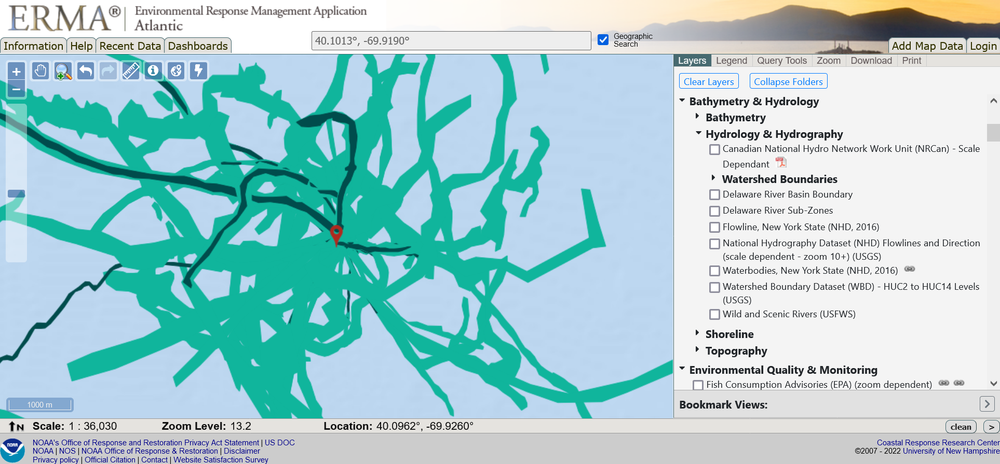 ERMA® Environmental Response Management Application
Atlantic
Information Help Recent Data Dashboards
40.1013°, -69.9190°
Geographic
Search
Add Map Data Login
+
−
Layers Legend Query Tools Zoom Download Print
Clear Layers Collapse Folders
Bathymetry & Hydrology
Bathymetry
Hydrology & Hydrography
Canadian National Hydro Network Work Unit (NRCan) - Scale
Dependant
Watershed Boundaries
Delaware River Basin Boundary
Delaware River Sub-Zones
Flowline, New York State (NHD, 2016)
National Hydrography Dataset (NHD) Flowlines and Direction
(scale dependent - zoom 10+) (USGS)
Waterbodies, New York State (NHD, 2016)
Watershed Boundary Dataset (WBD) - HUC2 to HUC14 Levels
(USGS)
Wild and Scenic Rivers (USFWS)
Shoreline
Topography
Environmental Quality & Monitoring
Fish Consumption Advisories (EPA) (zoom dependent)
Bookmark Views:
1000 m
N Scale: 1 : 36,030 Zoom Level: 13.2 Location: 40.0962°, -69.9260°
clean >
NOAA
NOAA's Office of Response and Restoration Privacy Act Statement | US DOC
NOAA | NOS | NOAA Office of Response & Restoration | Disclaimer
Privacy policy | Official Citation | Contact | Website Satisfaction Survey
Coastal Response Research Center
©2007 - 2022 University of New Hampshire